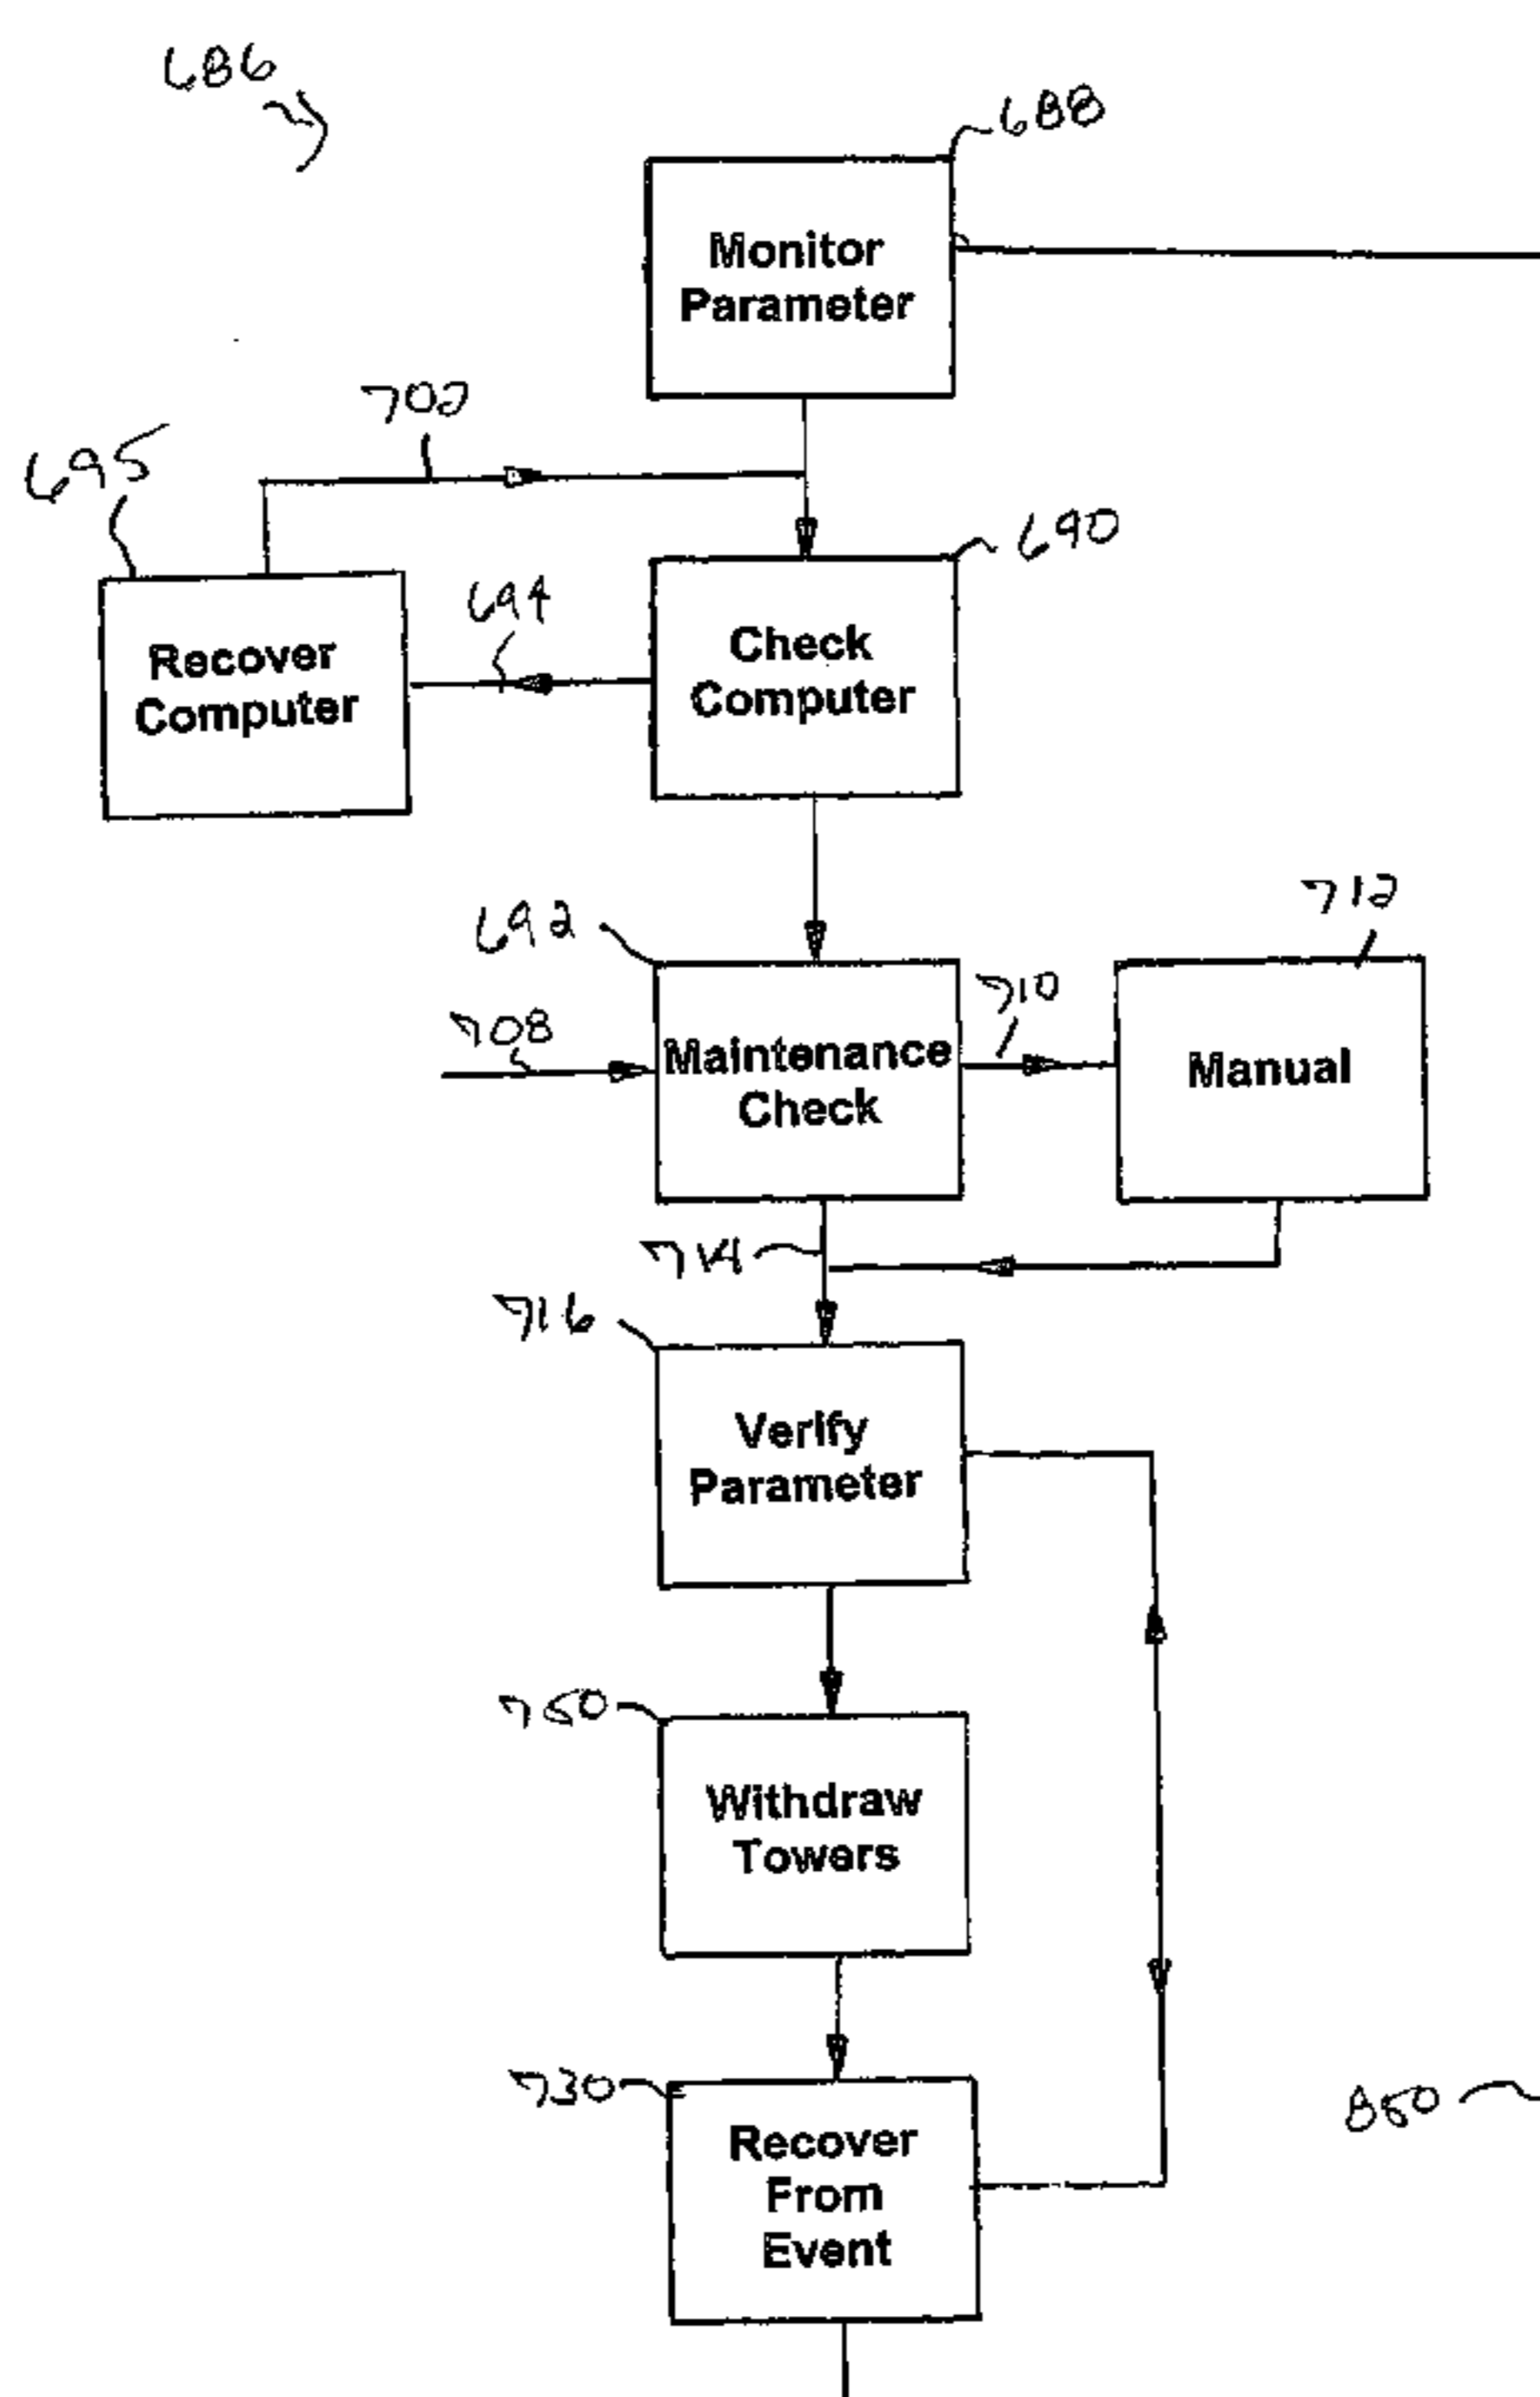 686
688
Monitor
Parameter
702
695
690
694
Check
Computer
Recover
Computer
692
712
708
710
Maintenance
Check
Manual
714
716
Verify
Parameter
750
Withdraw
Towers
730
850
Recover
From
Event